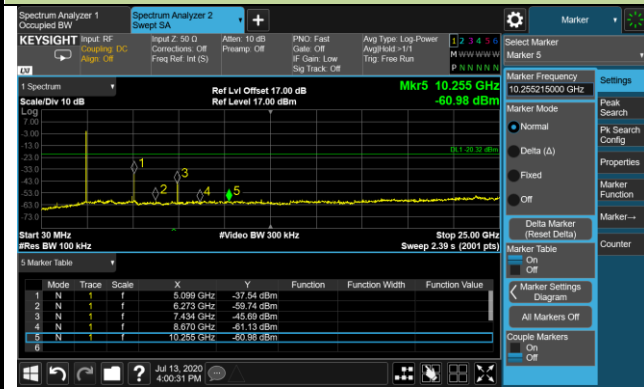 Spectrum Analyzer 1
Occupied BW
Spectrum Analyzer 2
Swept SA
+
KEYSIGHT
Input: RF
Coupling: DC
Align: Off
Input Z: 50 Ω
Corrections: Off
Freq Ref: Int (S)
Atten: 10 dB
Preamp: Off
PNO: Fast
Gate: Off
IF Gain: Low
Sig Track: Off
Avg Type: Log-Power
Avg|Hold >1/1
Trig: Free Run
1 2 3 4 5 6
M W W W W W
P N N N N N
LXI
1 Spectrum
Scale/Div 10 dB
Log
Ref Lvl Offset 17.00 dB
Ref Level 17.00 dBm
Mkr5 10.255 GHz
-60.98 dBm
7.00
-3.00
-13.0
-23.0
-33.0
-43.0
-53.0
-63.0
-73.0
DL1 -20.32 dBm
1
2
3
4
5
Start 30 MHz
#Res BW 100 kHz
#Video BW 300 kHz
Stop 25.00 GHz
Sweep 2.39 s (2001 pts)
5 Marker Table
Mode Trace Scale X Y Function Function Width Function Value
1 N 1 f 5.099 GHz -37.54 dBm
2 N 1 f 6.273 GHz -59.74 dBm
3 N 1 f 7.434 GHz -45.69 dBm
4 N 1 f 8.670 GHz -61.13 dBm
5 N 1 f 10.255 GHz -60.98 dBm
6
Jul 13, 2020
4:00:31 PM
Marker
Select Marker
Marker 5
Marker Frequency
10.255215000 GHz
Marker Mode
Normal
Delta (Δ)
Fixed
Off
Delta Marker
(Reset Delta)
Marker Table
On
Off
Marker Settings
Diagram
All Markers Off
Couple Markers
On
Off
Settings
Peak
Search
Pk Search
Config
Properties
Marker
Function
Marker→
Counter